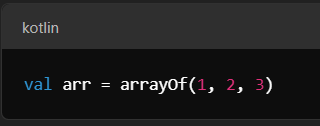 kotlin
val arr = arrayOf(1, 2, 3)